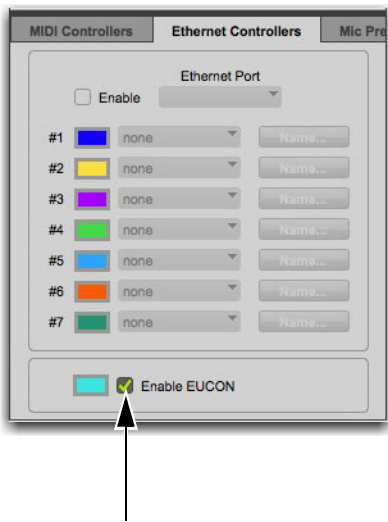 MIDI Controllers Ethernet Controllers Mic Pre
Ethernet Port
Enable
#1 none Name...
#2 none Name...
#3 none Name...
#4 none Name...
#5 none Name...
#6 none Name...
#7 none Name...
Enable EUCON